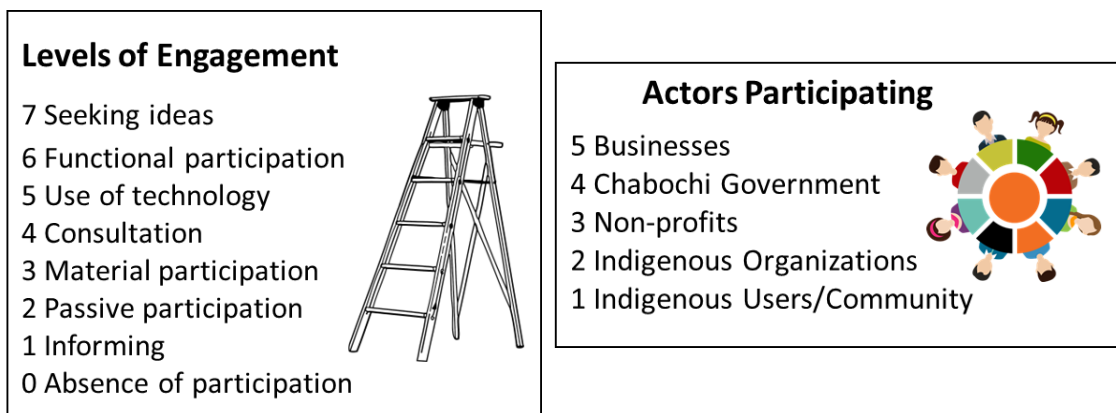 Levels of Engagement
7 Seeking ideas
6 Functional participation
5 Use of technology
4 Consultation
3 Material participation
2 Passive participation
1 Informing
0 Absence of participation
Actors Participating
5 Businesses
4 Chabochi Government
3 Non-profits
2 Indigenous Organizations
1 Indigenous Users/Community